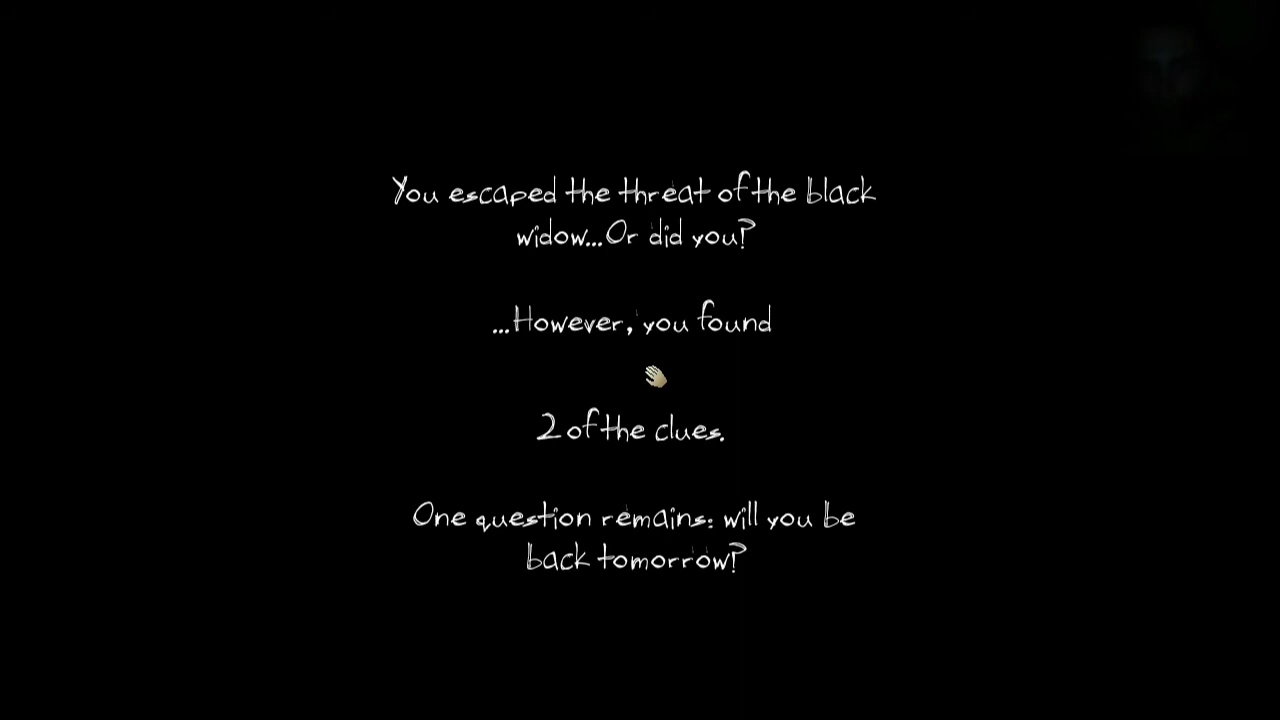 You escaped the threat of the black
widow...Or did you?
...However, you found
2 of the clues.
One question remains: will you be
back tomorrow?